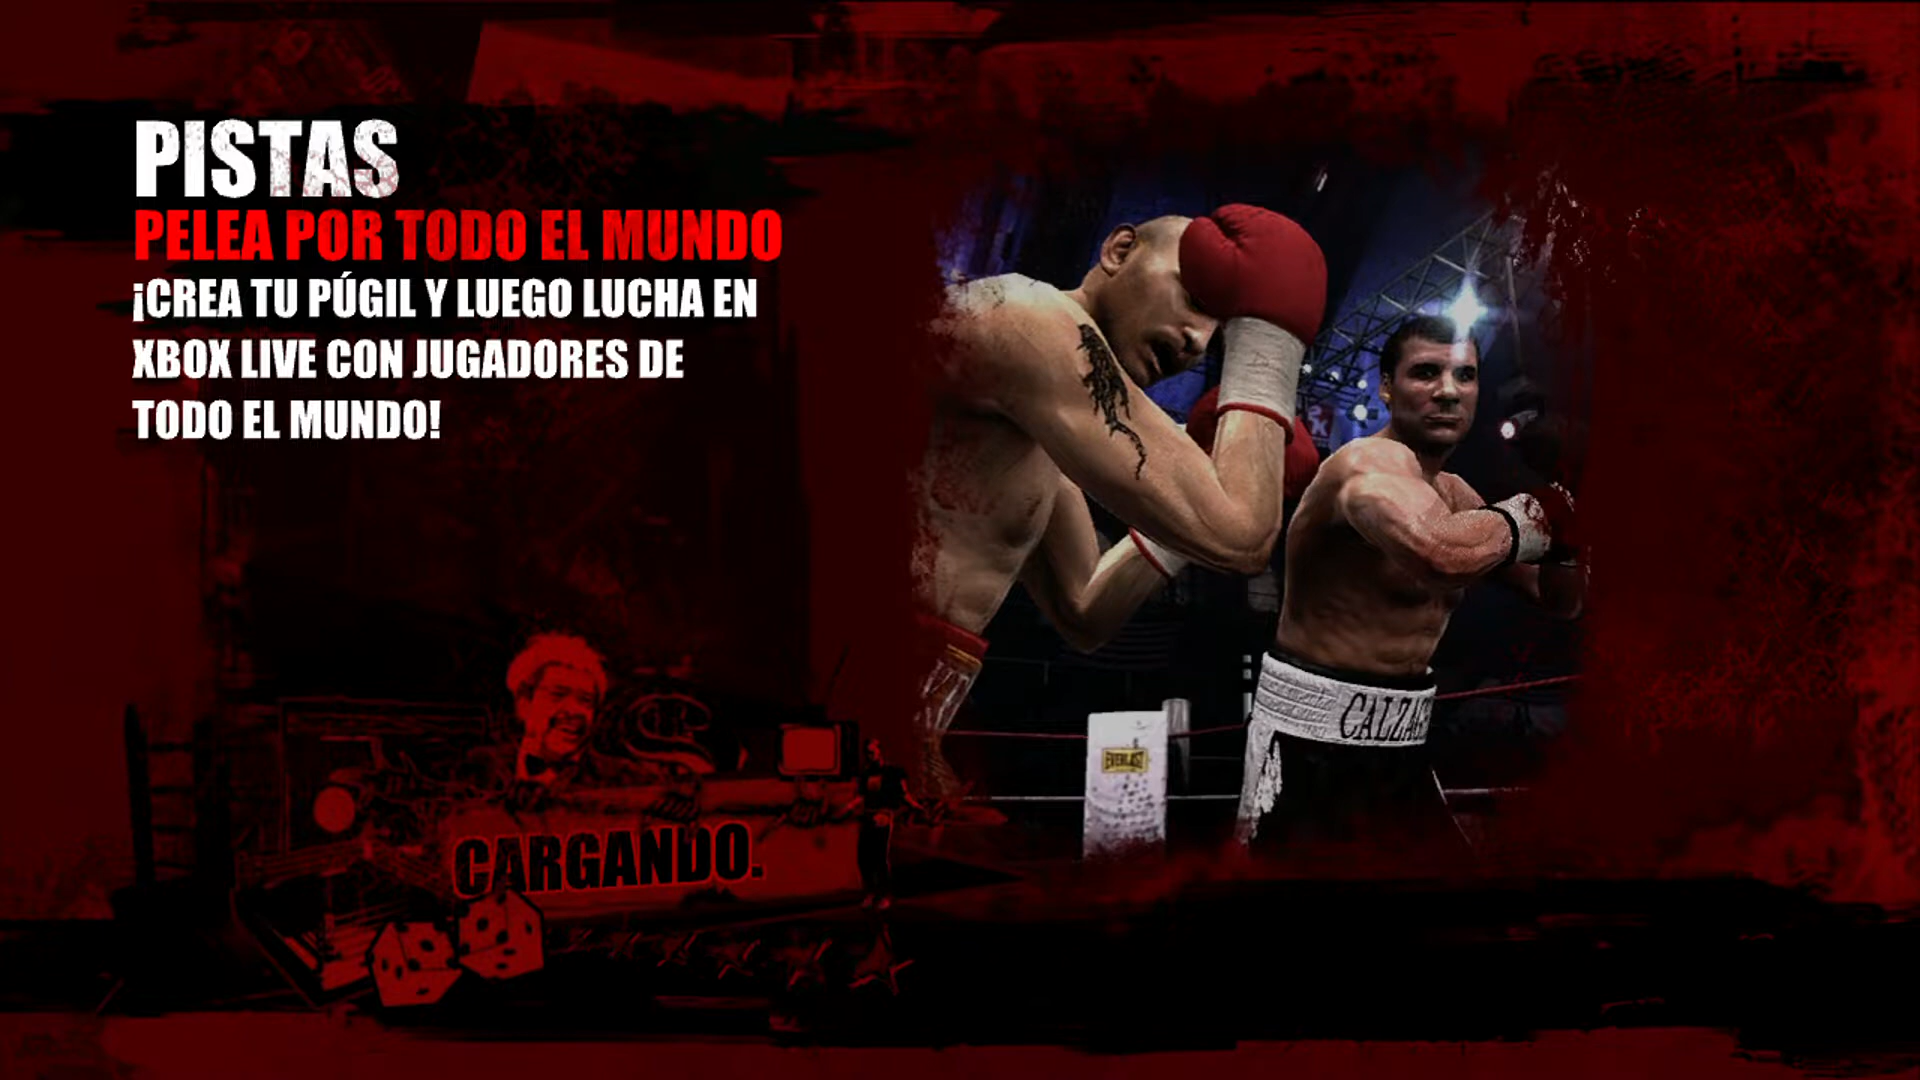 PISTAS
PELEA POR TODO EL MUNDO
¡CREA TU PÚGIL Y LUEGO LUCHA EN
XBOX LIVE CON JUGADORES DE
TODO EL MUNDO!
EVERLAST
CARGANDO.